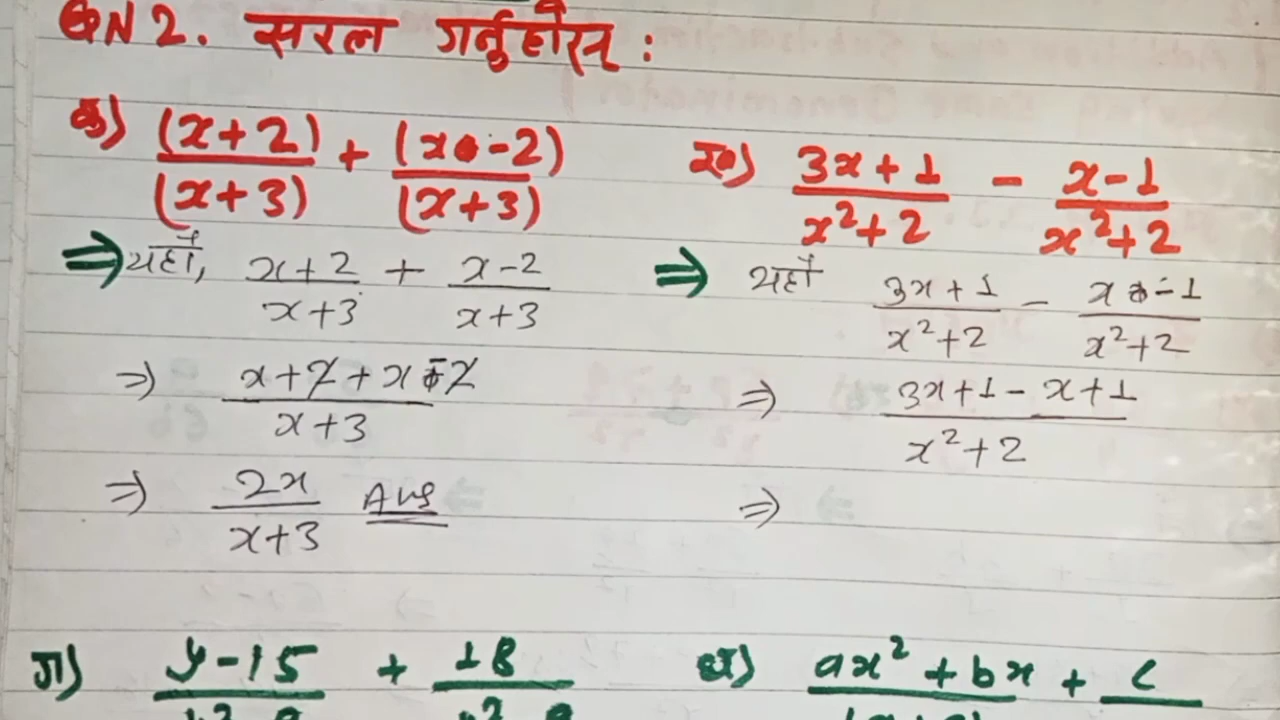 QN 2. सरल गर्नुहोस् :
क) (x+2)/(x+3) + (x-2)/(x+3)
⇒ यहाँ, x+2/x+3 + x-2/x+3
⇒ x+2+x-2/x+3
⇒ 2x/x+3 Ans
ख) 3x+1/x²+2 - x-1/x²+2
⇒ यहाँ 3x+1/x²+2 - x-1/x²+2
⇒ 3x+1-x+1/x²+2
⇒
ग) y-15 + 18
घ) ax² + bx + c